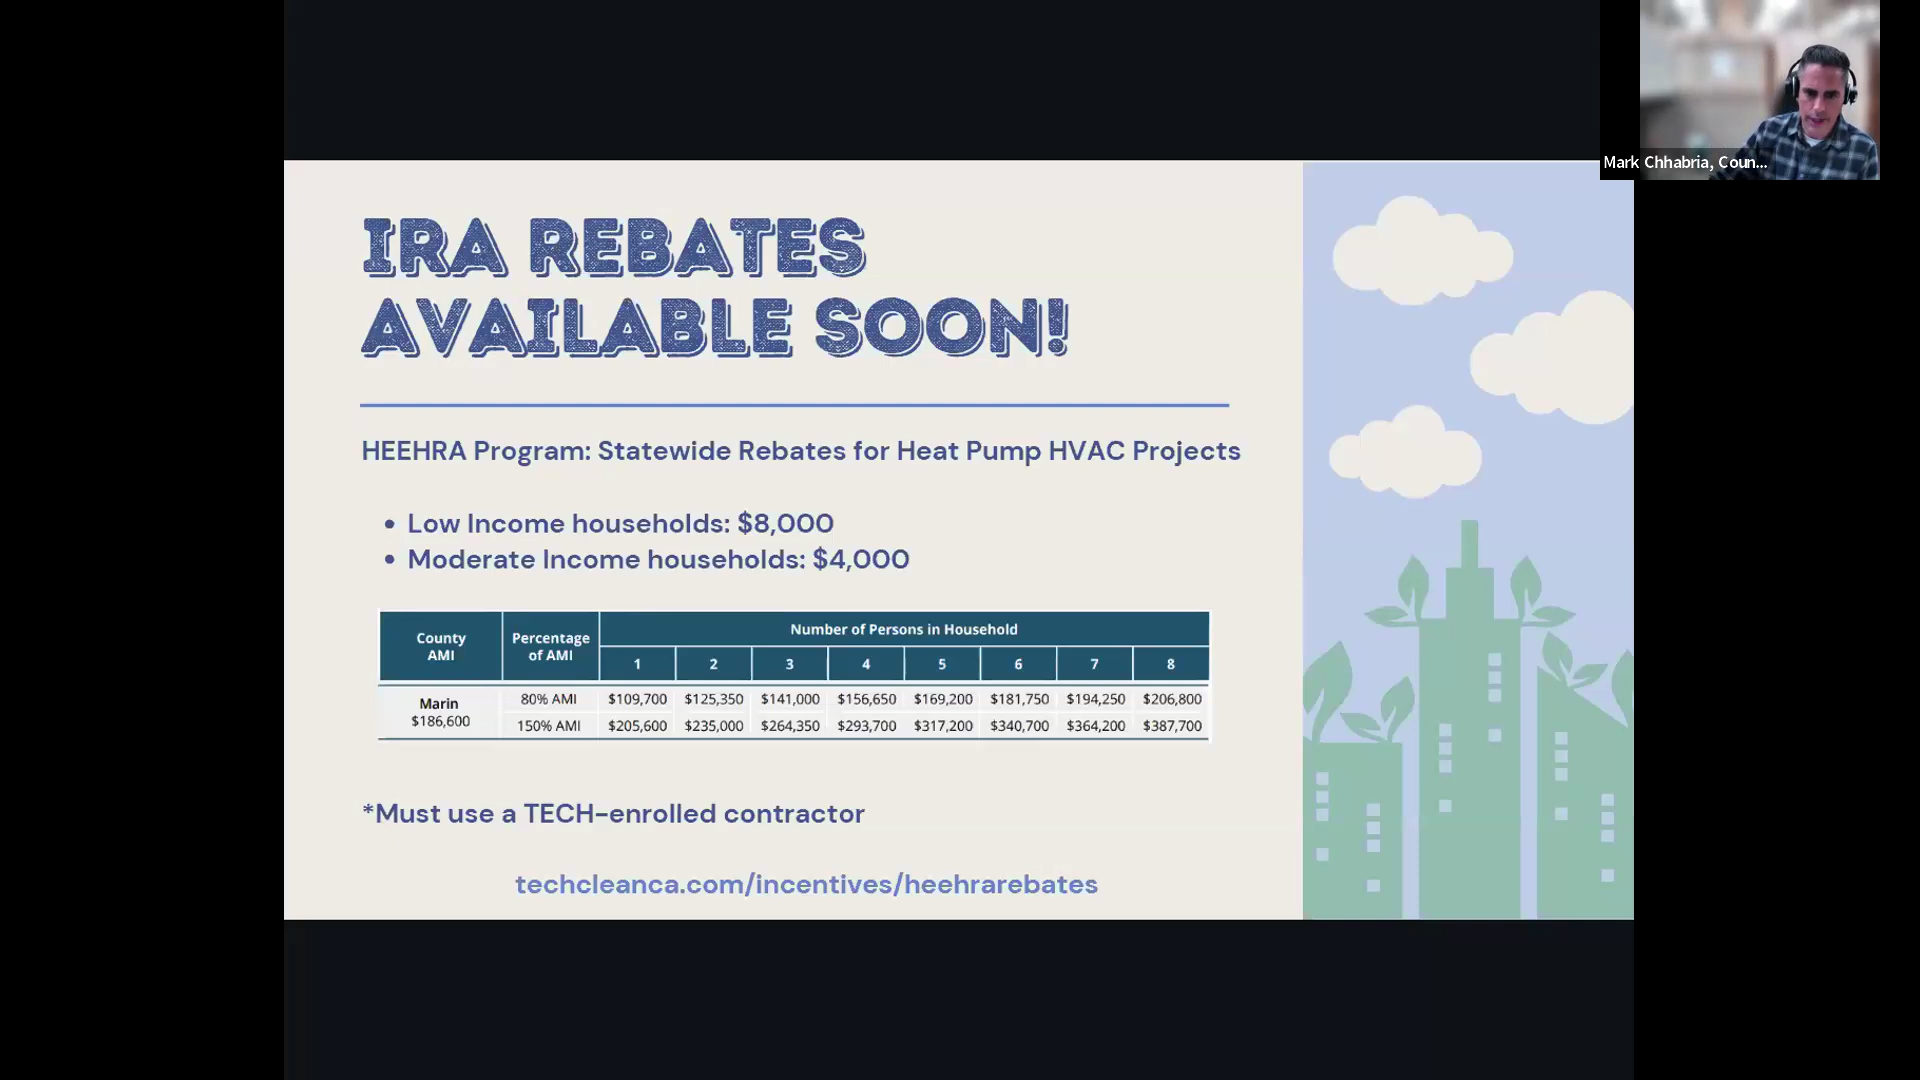 Mark Chhabria, Coun...
IRA REBATES
AVAILABLE SOON!
HEEHRA Program: Statewide Rebates for Heat Pump HVAC Projects
• Low Income households: $8,000
• Moderate Income households: $4,000
County AMI Percentage of AMI Number of Persons in Household
1 2 3 4 5 6 7 8
Marin $186,600
80% AMI $109,700 $125,350 $141,000 $156,650 $169,200 $181,750 $194,250 $206,800
150% AMI $205,600 $235,000 $264,350 $293,700 $317,200 $340,700 $364,200 $387,700
*Must use a TECH-enrolled contractor
techcleanca.com/incentives/heehrarebates